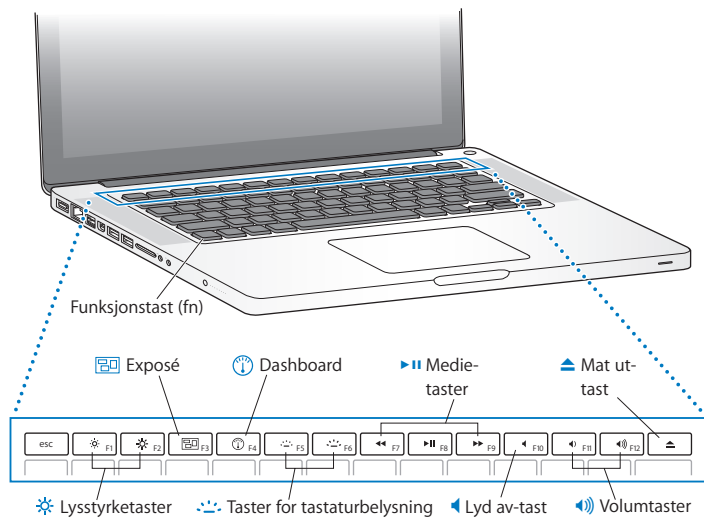 Funksjonstast (fn)
Exposé
Dashboard
Medie-
taster
Mat ut-
tast
esc F1 F2 F3 F4 F5 F6 F7 F8 F9 F10 F11 F12
Lysstyrketaster
Taster for tastaturbelysning
Lyd av-tast
Volumtaster